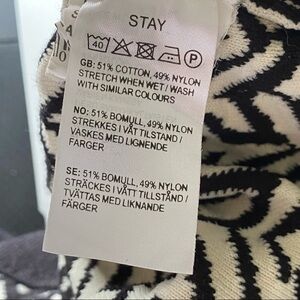 STAY
40 P
GB: 51% COTTON, 49% NYLON
STRETCH WHEN WET / WASH
WITH SIMILAR COLOURS
NO: 51% BOMULL, 49% NYLON
STREKKES I VÅT TILSTAND /
VASKES MED LIGNENDE
FARGER
SE: 51% BOMULL, 49% NYLON
STRÄCKES I VÅTT TILLSTÅND /
TVÄTTAS MED LIKNANDE
FÄRGER